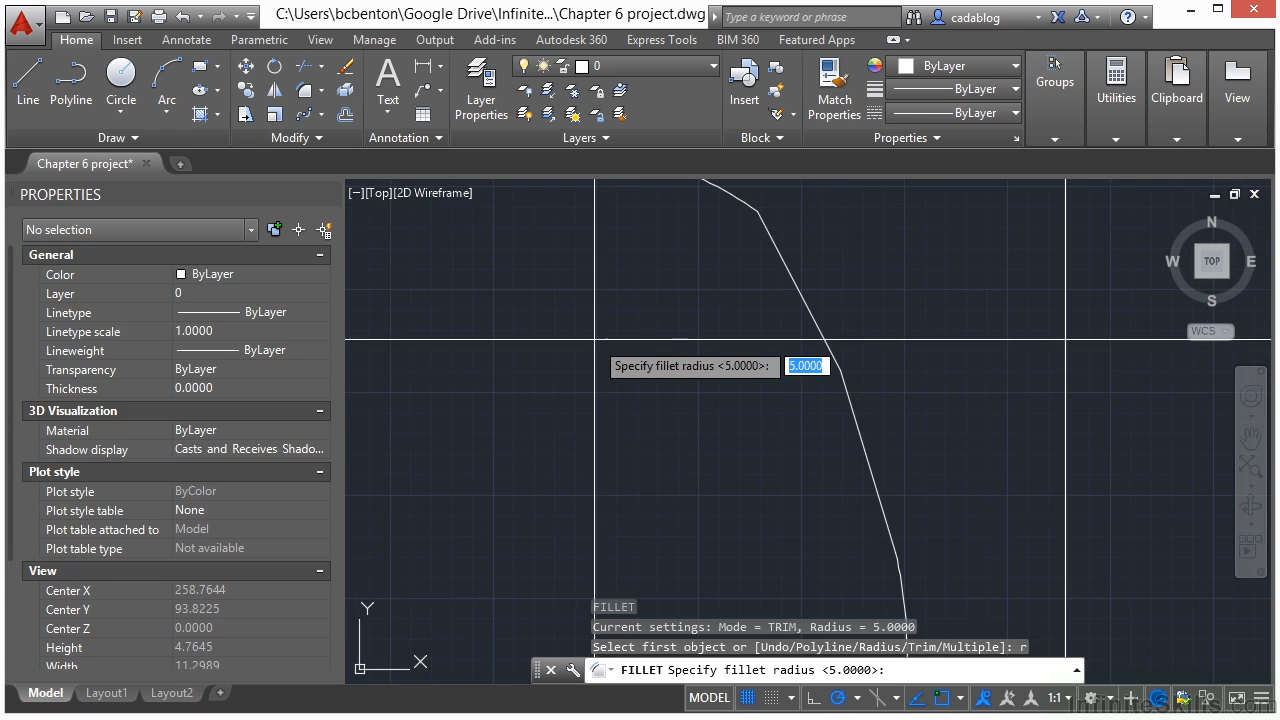 C:\Users\bcbenton\Google Drive\Infinite...\Chapter 6 project.dwg
Type a keyword or phrase
cadablog
Home Insert Annotate Parametric View Manage Output Add-ins Autodesk 360 Express Tools BIM 360 Featured Apps
Line Polyline Circle Arc
Text
Layer Properties
0
Insert
Match Properties
ByLayer
ByLayer
ByLayer
Groups
Utilities
Clipboard
View
Draw
Modify
Annotation
Layers
Block
Properties
Chapter 6 project*
PROPERTIES
No selection
General
Color ByLayer
Layer 0
Linetype ByLayer
Linetype scale 1.0000
Lineweight ByLayer
Transparency ByLayer
Thickness 0.0000
3D Visualization
Material ByLayer
Shadow display Casts and Receives Shado...
Plot style
Plot style ByColor
Plot style table None
Plot table attached to Model
Plot table type Not available
View
Center X 258.7644
Center Y 93.8225
Center Z 0.0000
Height 4.7645
Width 11.2989
[−][Top][2D Wireframe]
N
W TOP E
S
WCS
Specify fillet radius <5.0000>: 5.0000
Y
X
FILLET
Current settings: Mode = TRIM, Radius = 5.0000
Select first object or [Undo/Polyline/Radius/Trim/Multiple]: r
FILLET Specify fillet radius <5.0000>:
Model Layout1 Layout2 +
MODEL
1:1
InfiniteSkills.com